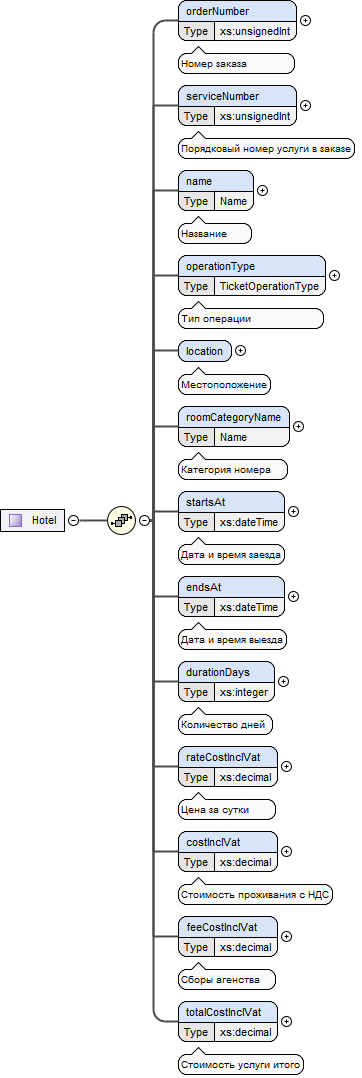 orderNumber
Type xs:unsignedInt
Номер заказа
serviceNumber
Type xs:unsignedInt
Порядковый номер услуги в заказе
name
Type Name
Название
operationType
Type TicketOperationType
Тип операции
location
Местоположение
roomCategoryName
Type Name
Категория номера
startsAt
Type xs:dateTime
Дата и время заезда
Hotel
endsAt
Type xs:dateTime
Дата и время выезда
durationDays
Type xs:integer
Количество дней
rateCostInclVat
Type xs:decimal
Цена за сутки
costInclVat
Type xs:decimal
Стоимость проживания с НДС
feeCostInclVat
Type xs:decimal
Сборы агенства
totalCostInclVat
Type xs:decimal
Стоимость услуги итого